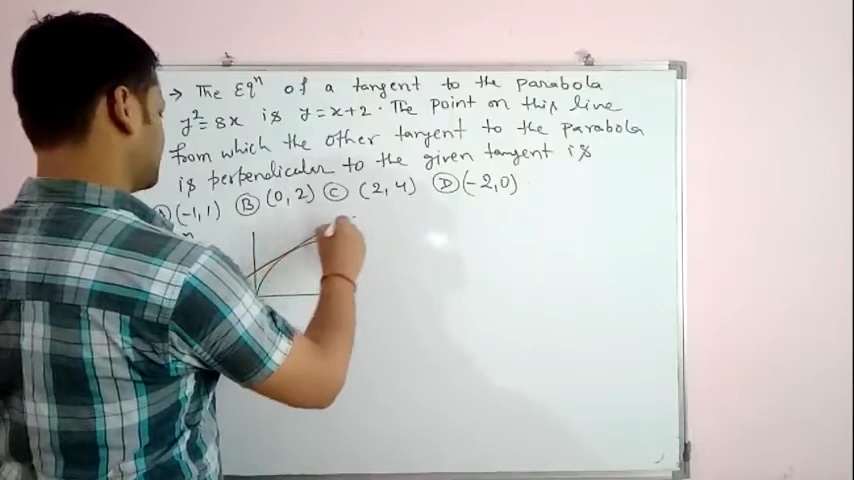 → The Eqⁿ of a tangent to the parabola
y²=8x is y=x+2. The point on this line
from which the other tangent to the parabola
is perpendicular to the given tangent is
(A) (-1,1) (B) (0,2) (C) (2,4) (D) (-2,0)
n